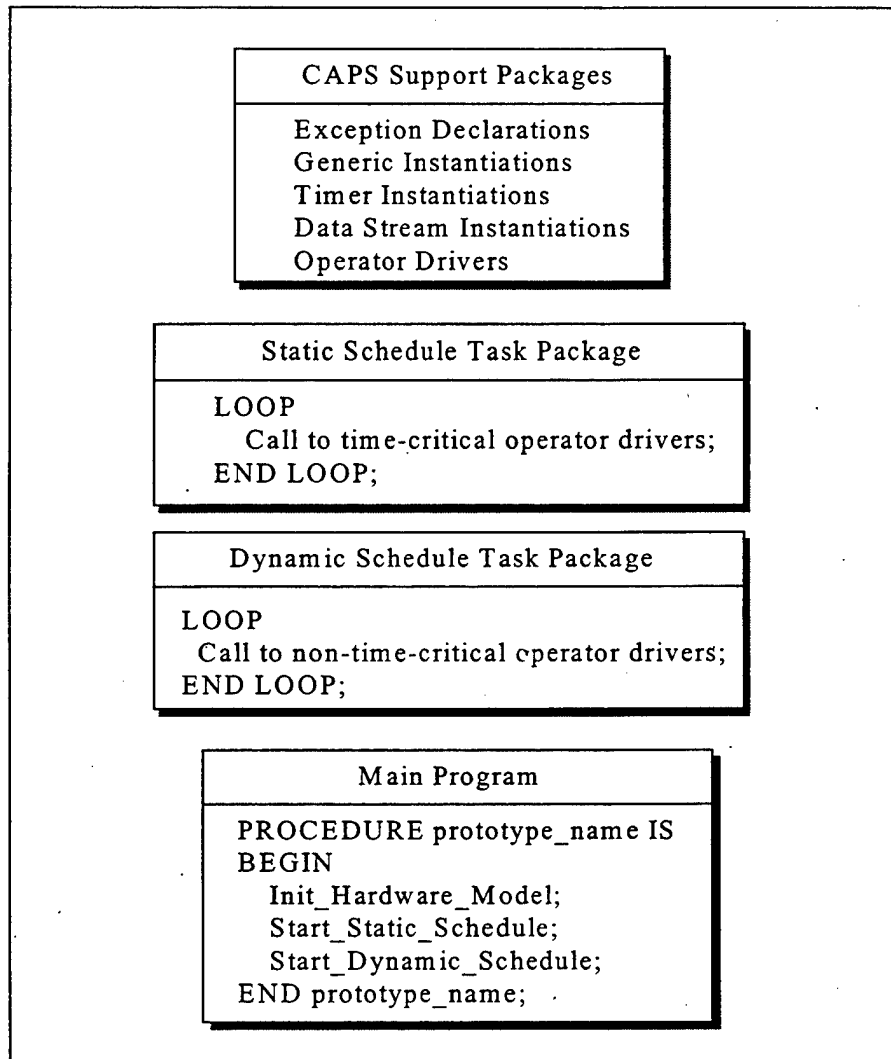 CAPS Support Packages
Exception Declarations
Generic Instantiations
Timer Instantiations
Data Stream Instantiations
Operator Drivers
Static Schedule Task Package
LOOP
Call to time-critical operator drivers;
END LOOP;
Dynamic Schedule Task Package
LOOP
Call to non-time-critical operator drivers;
END LOOP;
Main Program
PROCEDURE prototype_name IS
BEGIN
Init_Hardware_Model;
Start_Static_Schedule;
Start_Dynamic_Schedule;
END prototype_name;